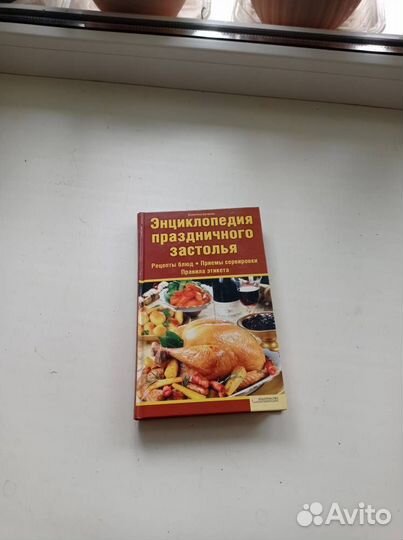 Энциклопедия
праздничного
застолья
Рецепты блюд • Приемы сервировки
Правила этикета
Avito